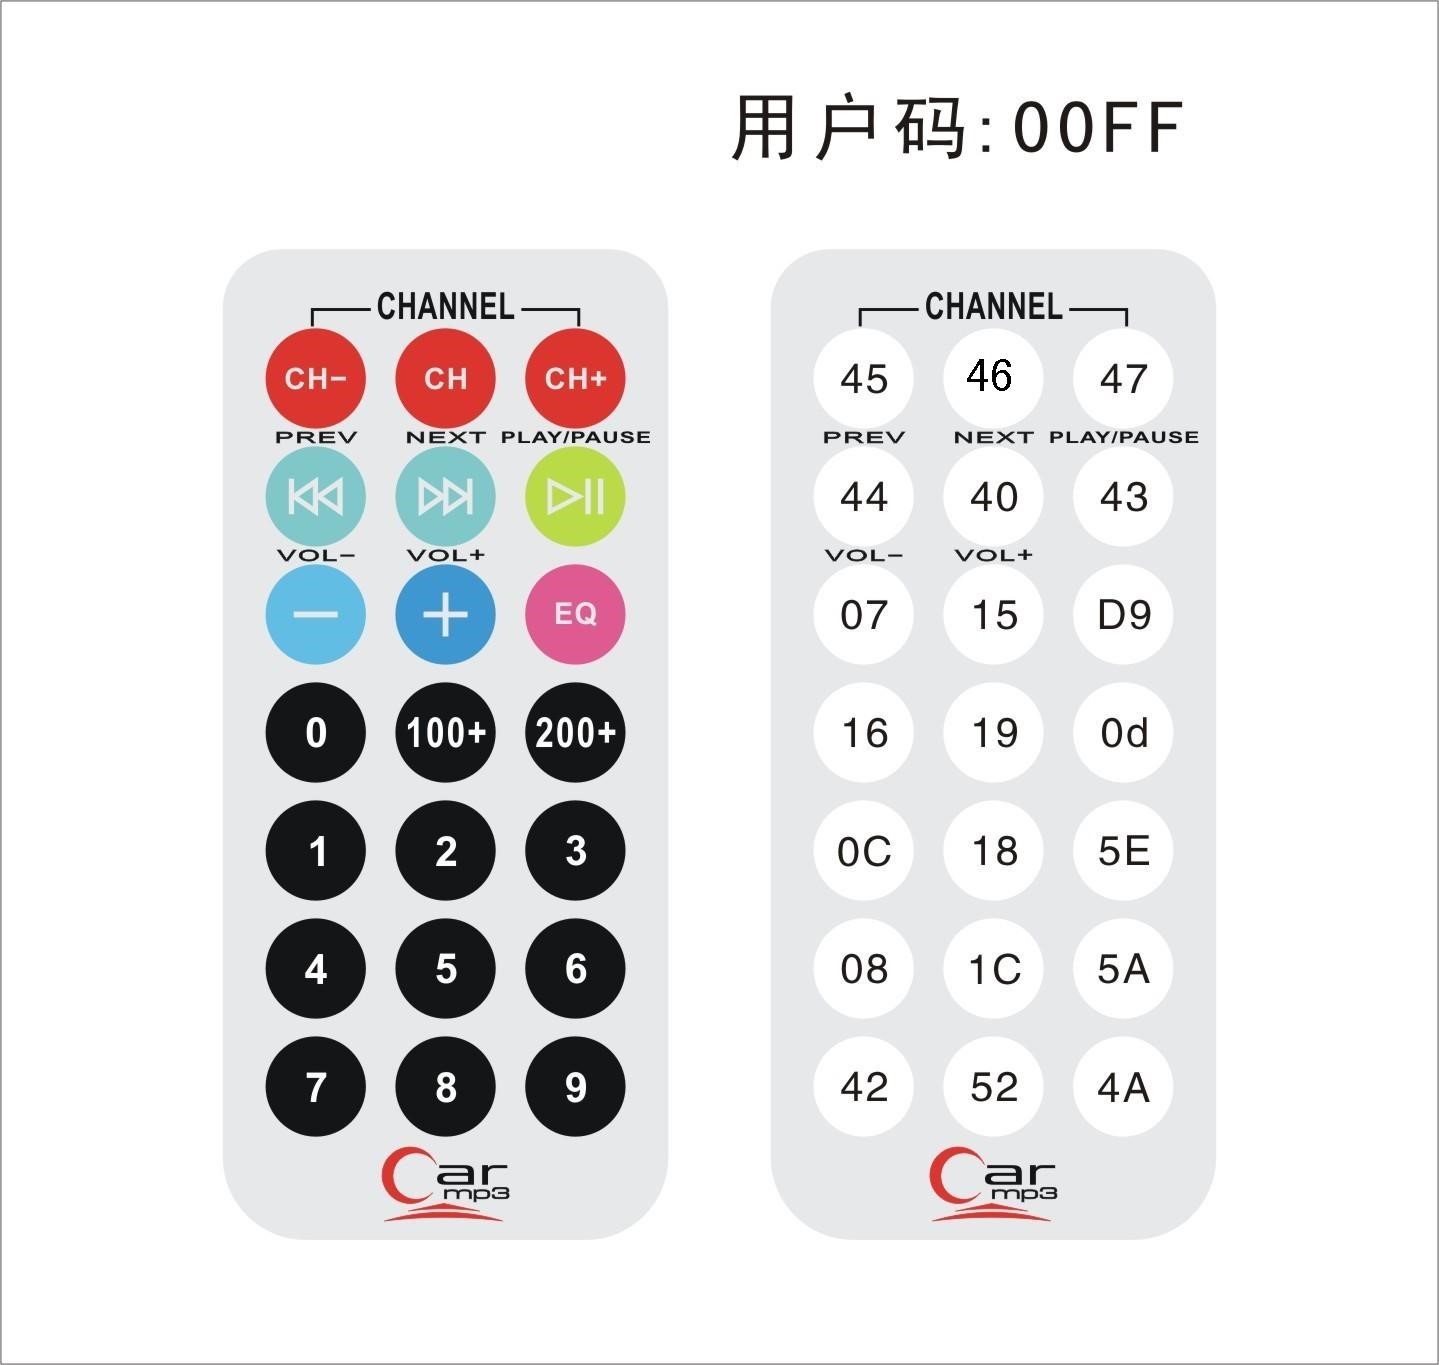 用户码:00FF
CHANNEL
CH− CH CH+
PREV NEXT PLAY/PAUSE
VOL− VOL+
− + EQ
0 100+ 200+
1 2 3
4 5 6
7 8 9
Car
mp3
CHANNEL
45 46 47
PREV NEXT PLAY/PAUSE
44 40 43
VOL− VOL+
07 15 D9
16 19 0d
0C 18 5E
08 1C 5A
42 52 4A
Car
mp3